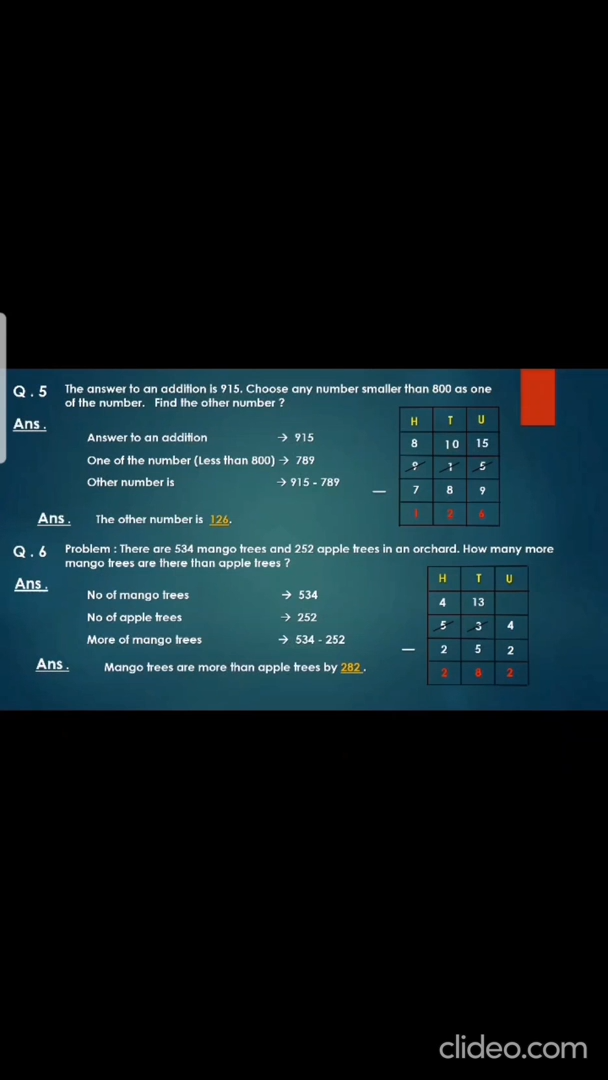 Q . 5 The answer to an addition is 915. Choose any number smaller than 800 as one
of the number. Find the other number ?
Ans .
H T U
Answer to an addition → 915
8 10 15
One of the number (Less than 800) → 789
9 1 5
Other number is → 915 - 789
— 7 8 9
1 2 6
Ans . The other number is 126.
Q . 6 Problem : There are 534 mango trees and 252 apple trees in an orchard. How many more
mango trees are there than apple trees ?
Ans .
H T U
No of mango trees → 534
4 13
No of apple trees → 252
5 3 4
More of mango trees → 534 - 252
— 2 5 2
Ans . Mango trees are more than apple trees by 282 .
2 8 2
clideo.com